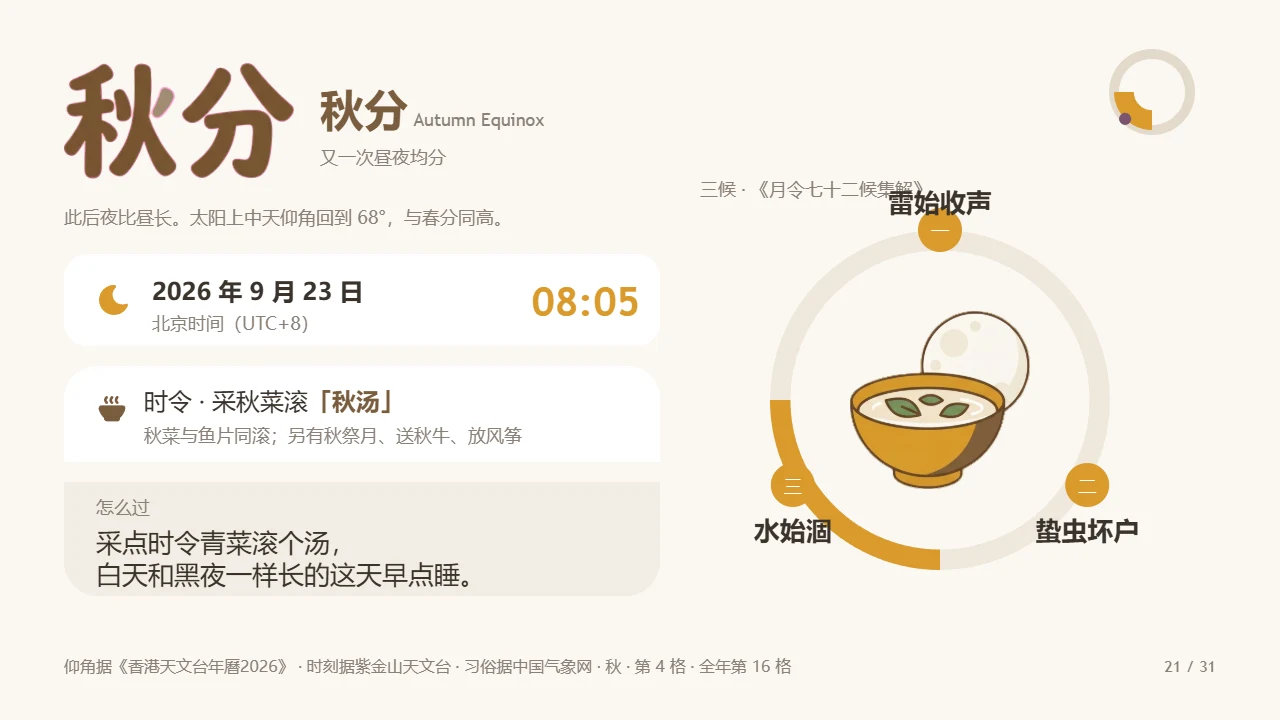 秋分
秋分 Autumn Equinox
又一次昼夜均分
此后夜比昼长。太阳上中天仰角回到 68°，与春分同高。
2026 年 9 月 23 日
北京时间（UTC+8）
08:05
时令 · 采秋菜滚「秋汤」
秋菜与鱼片同滚；另有秋祭月、送秋牛、放风筝
怎么过
采点时令青菜滚个汤，
白天和黑夜一样长的这天早点睡。
三候 · 《月令七十二候集解》
雷始收声
一
三
水始涸
二
蛰虫坏户
仰角据《香港天文台年曆2026》 · 时刻据紫金山天文台 · 习俗据中国气象网 · 秋 · 第 4 格 · 全年第 16 格
21 / 31